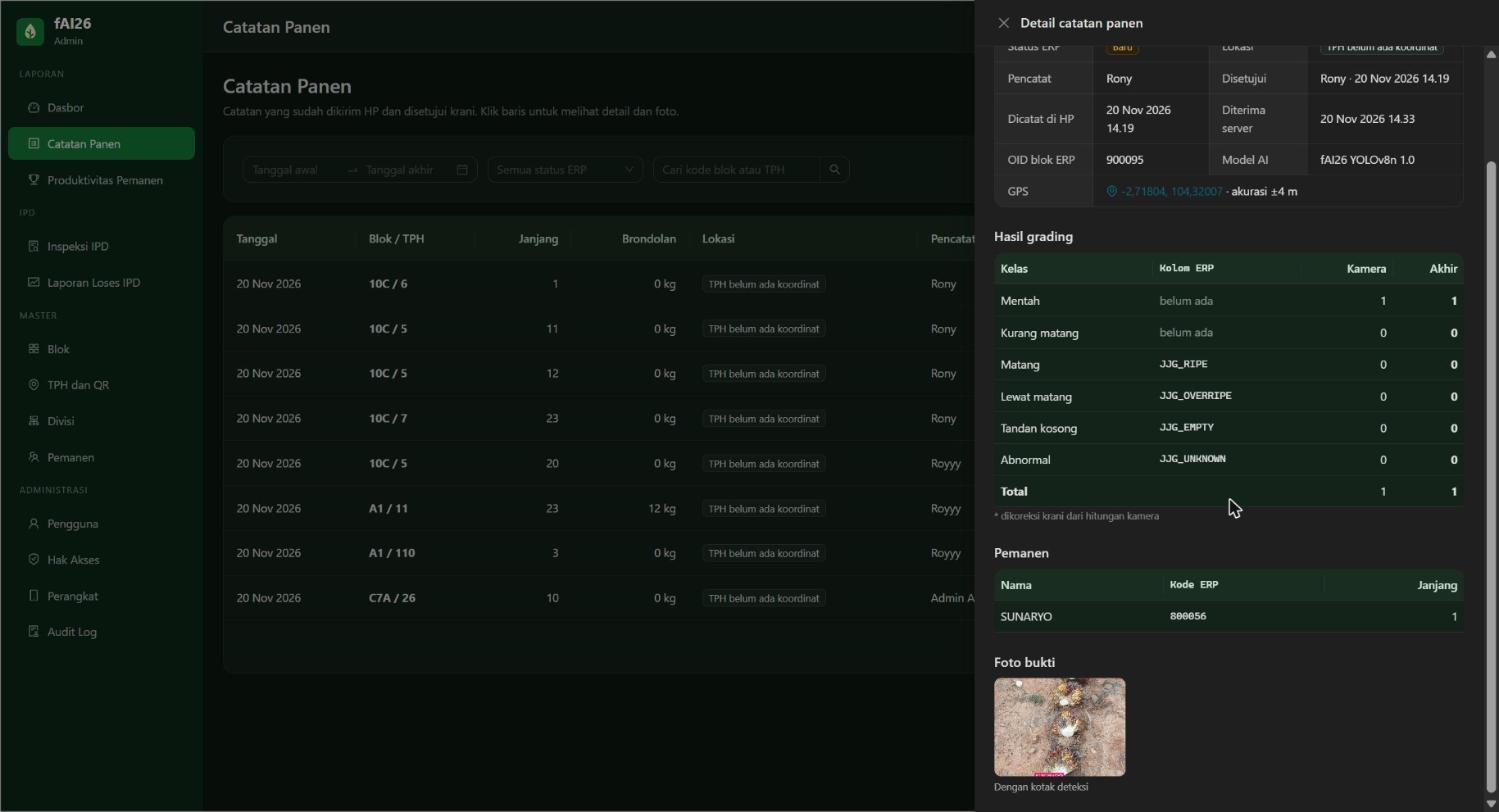 fAI26
Admin
LAPORAN
Dasbor
Catatan Panen
Produktivitas Pemanen
IPD
Inspeksi IPD
Laporan Loses IPD
MASTER
Blok
TPH dan QR
Divisi
Pemanen
ADMINISTRASI
Pengguna
Hak Akses
Perangkat
Audit Log
Catatan Panen
Catatan Panen
Catatan yang sudah dikirim HP dan disetujui krani. Klik baris untuk melihat detail dan foto.
Tanggal awal → Tanggal akhir Semua status ERP Cari kode blok atau TPH
Tanggal Blok / TPH Janjang Brondolan Lokasi Pencatat
20 Nov 2026 10C / 6 1 0 kg TPH belum ada koordinat Rony
20 Nov 2026 10C / 5 11 0 kg TPH belum ada koordinat Rony
20 Nov 2026 10C / 5 12 0 kg TPH belum ada koordinat Rony
20 Nov 2026 10C / 7 23 0 kg TPH belum ada koordinat Rony
20 Nov 2026 10C / 5 20 0 kg TPH belum ada koordinat Royyy
20 Nov 2026 A1 / 11 23 12 kg TPH belum ada koordinat Royyy
20 Nov 2026 A1 / 110 3 0 kg TPH belum ada koordinat Royyy
20 Nov 2026 C7A / 26 10 0 kg TPH belum ada koordinat Admin A
Detail catatan panen
Status ERP Baru Lokasi TPH belum ada koordinat
Pencatat Rony Disetujui Rony · 20 Nov 2026 14.19
Dicatat di HP 20 Nov 2026 14.19 Diterima server 20 Nov 2026 14.33
OID blok ERP 900095 Model AI fAI26 YOLOv8n 1.0
GPS -2,71804, 104,32007 · akurasi ±4 m
Hasil grading
Kelas Kolom ERP Kamera Akhir
Mentah belum ada 1 1
Kurang matang belum ada 0 0
Matang JJG_RIPE 0 0
Lewat matang JJG_OVERRIPE 0 0
Tandan kosong JJG_EMPTY 0 0
Abnormal JJG_UNKNOWN 0 0
Total 1 1
* dikoreksi krani dari hitungan kamera
Pemanen
Nama Kode ERP Janjang
SUNARYO 800056 1
Foto bukti
Dengan kotak deteksi